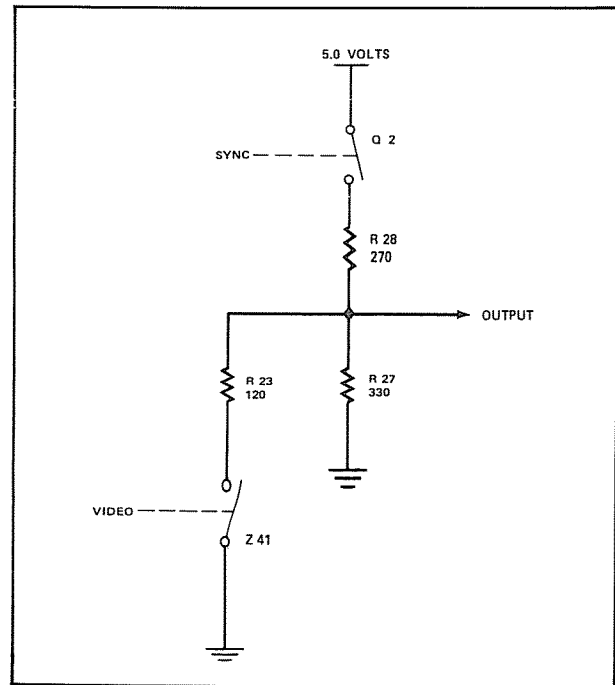 5.0 VOLTS
Q 2
SYNC
R 28
270
OUTPUT
R 23
120
R 27
330
VIDEO
Z 41